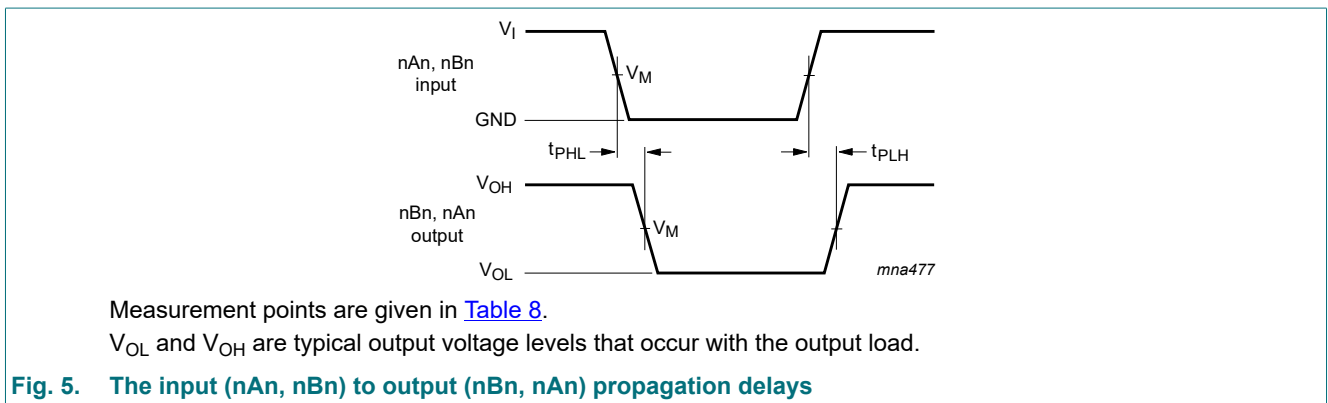 V_I
nAn, nBn
input
V_M
GND
t_PHL
t_PLH
V_OH
nBn, nAn
output
V_M
V_OL
mna477
Measurement points are given in Table 8.
V_OL and V_OH are typical output voltage levels that occur with the output load.
Fig. 5. The input (nAn, nBn) to output (nBn, nAn) propagation delays